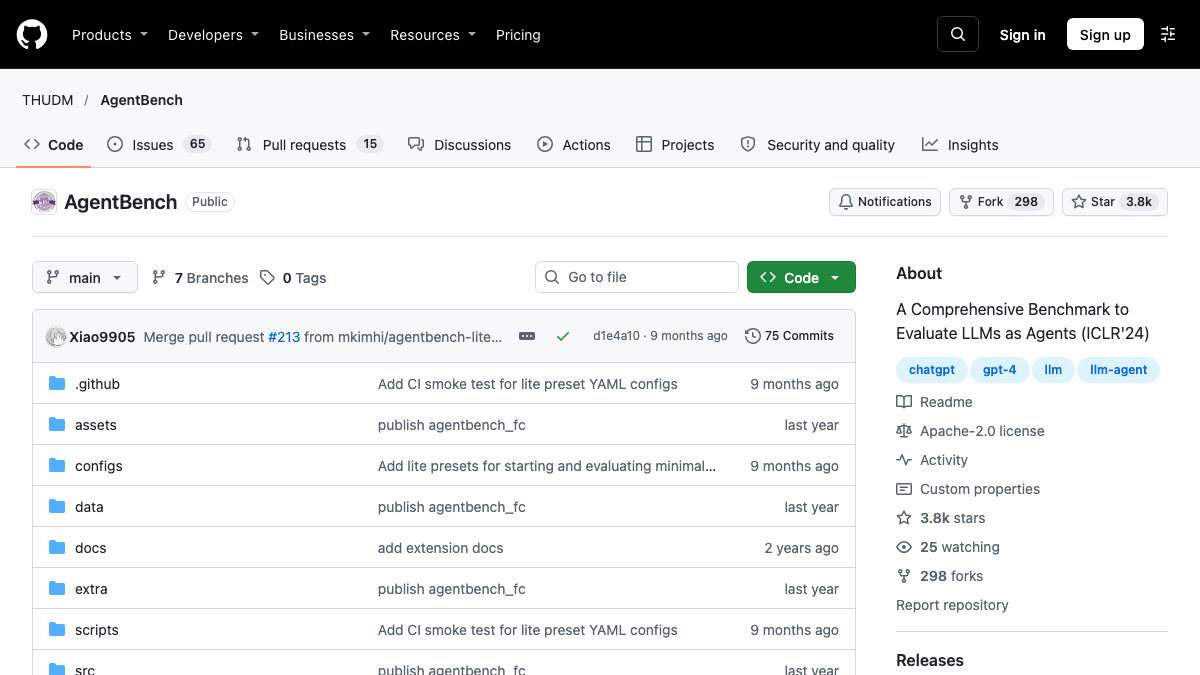 Products Developers Businesses Resources Pricing Sign in Sign up
THUDM / AgentBench
Code Issues 65 Pull requests 15 Discussions Actions Projects Security and quality Insights
AgentBench Public Notifications Fork 298 Star 3.8k
main 7 Branches 0 Tags Go to file Code
Xiao9905 Merge pull request #213 from mkimhi/agentbench-lite… d1e4a10 · 9 months ago 75 Commits
.github Add CI smoke test for lite preset YAML configs 9 months ago
assets publish agentbench_fc last year
configs Add lite presets for starting and evaluating minimal… 9 months ago
data publish agentbench_fc last year
docs add extension docs 2 years ago
extra publish agentbench_fc last year
scripts Add CI smoke test for lite preset YAML configs 9 months ago
src publish agentbench_fc last year
About
A Comprehensive Benchmark to
Evaluate LLMs as Agents (ICLR'24)
chatgpt gpt-4 llm llm-agent
Readme
Apache-2.0 license
Activity
Custom properties
3.8k stars
25 watching
298 forks
Report repository
Releases